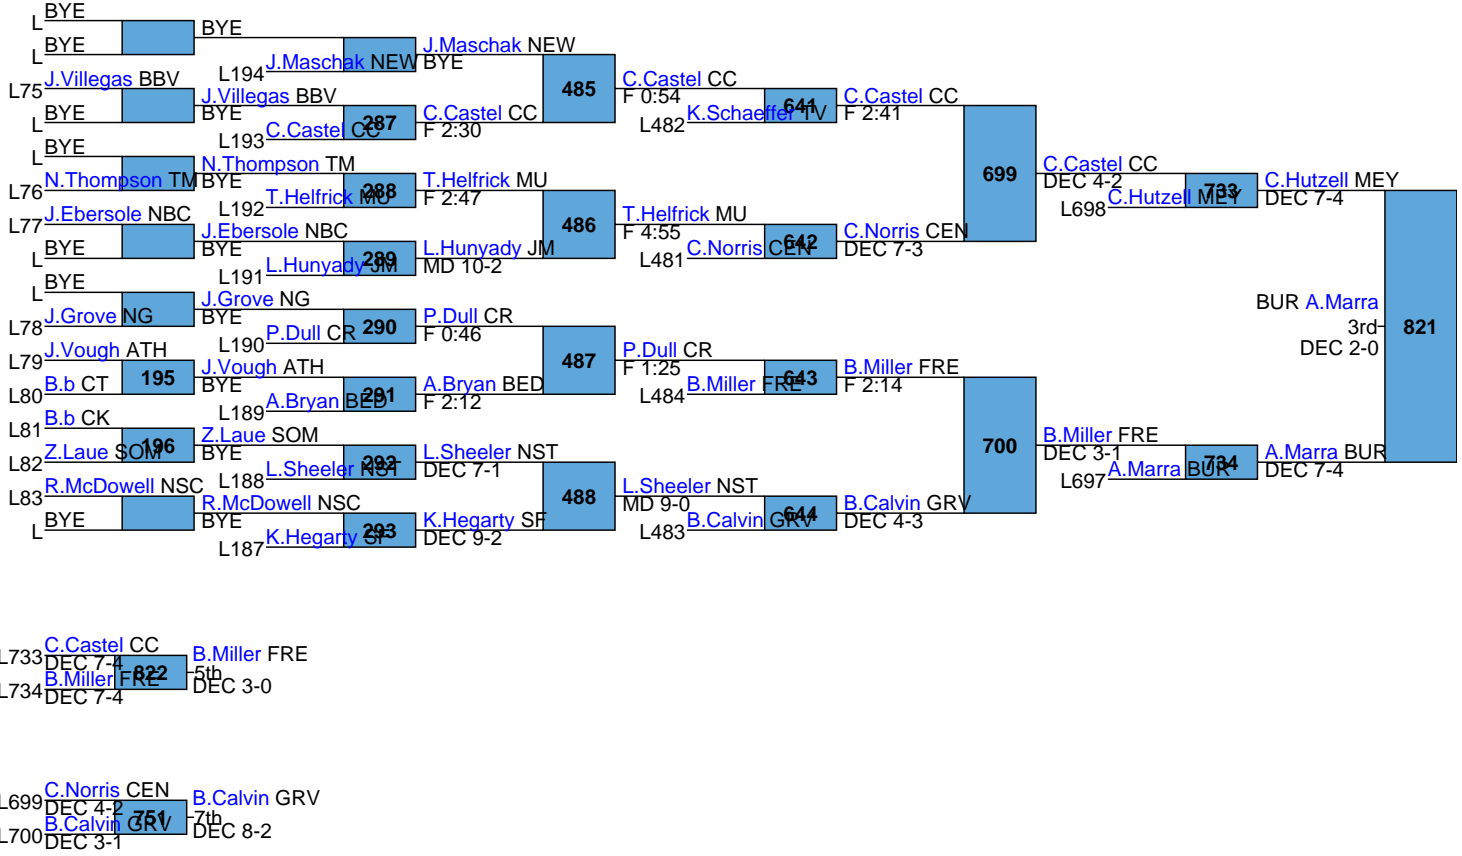 BYE
L
BYE
L
BYE
J.Maschak NEW
L194
J.Maschak NEW
BYE
J.Villegas BBV
L75
BYE
L
J.Villegas BBV
BYE
287
L193
C.Castel CC
C.Castel CC
F 2:30
485
C.Castel CC
F 0:54
641
L482
K.Schaeffer TV
C.Castel CC
F 2:41
BYE
L
N.Thompson TM
L76
N.Thompson TM
BYE
288
L192
T.Helfrick MU
T.Helfrick MU
F 2:47
J.Ebersole NBC
L77
BYE
L
J.Ebersole NBC
BYE
289
L191
L.Hunyady JM
L.Hunyady JM
MD 10-2
486
T.Helfrick MU
F 4:55
642
L481
C.Norris CEN
C.Norris CEN
DEC 7-3
699
C.Castel CC
DEC 4-2
733
L698
C.Hutzell MEY
C.Hutzell MEY
DEC 7-4
BYE
L
J.Grove NG
L78
J.Grove NG
BYE
290
L190
P.Dull CR
P.Dull CR
F 0:46
J.Vough ATH
L79
195
B.b CT
L80
J.Vough ATH
BYE
291
L189
A.Bryan BED
A.Bryan BED
F 2:12
487
P.Dull CR
F 1:25
643
L484
B.Miller FRE
B.Miller FRE
F 2:14
BUR A.Marra
3rd
DEC 2-0
821
B.b CK
L81
196
Z.Laue SOM
L82
Z.Laue SOM
BYE
292
L188
L.Sheeler NST
L.Sheeler NST
DEC 7-1
R.McDowell NSC
L83
BYE
L
R.McDowell NSC
BYE
293
L187
K.Hegarty SF
K.Hegarty SF
DEC 9-2
488
L.Sheeler NST
MD 9-0
644
L483
B.Calvin GRV
B.Calvin GRV
DEC 4-3
700
B.Miller FRE
DEC 3-1
734
L697
A.Marra BUR
A.Marra BUR
DEC 7-4
L733
C.Castel CC
DEC 7-4
822
L734
B.Miller FRE
DEC 7-4
B.Miller FRE
5th
DEC 3-0
L699
C.Norris CEN
DEC 4-2
751
L700
B.Calvin GRV
DEC 3-1
B.Calvin GRV
7th
DEC 8-2